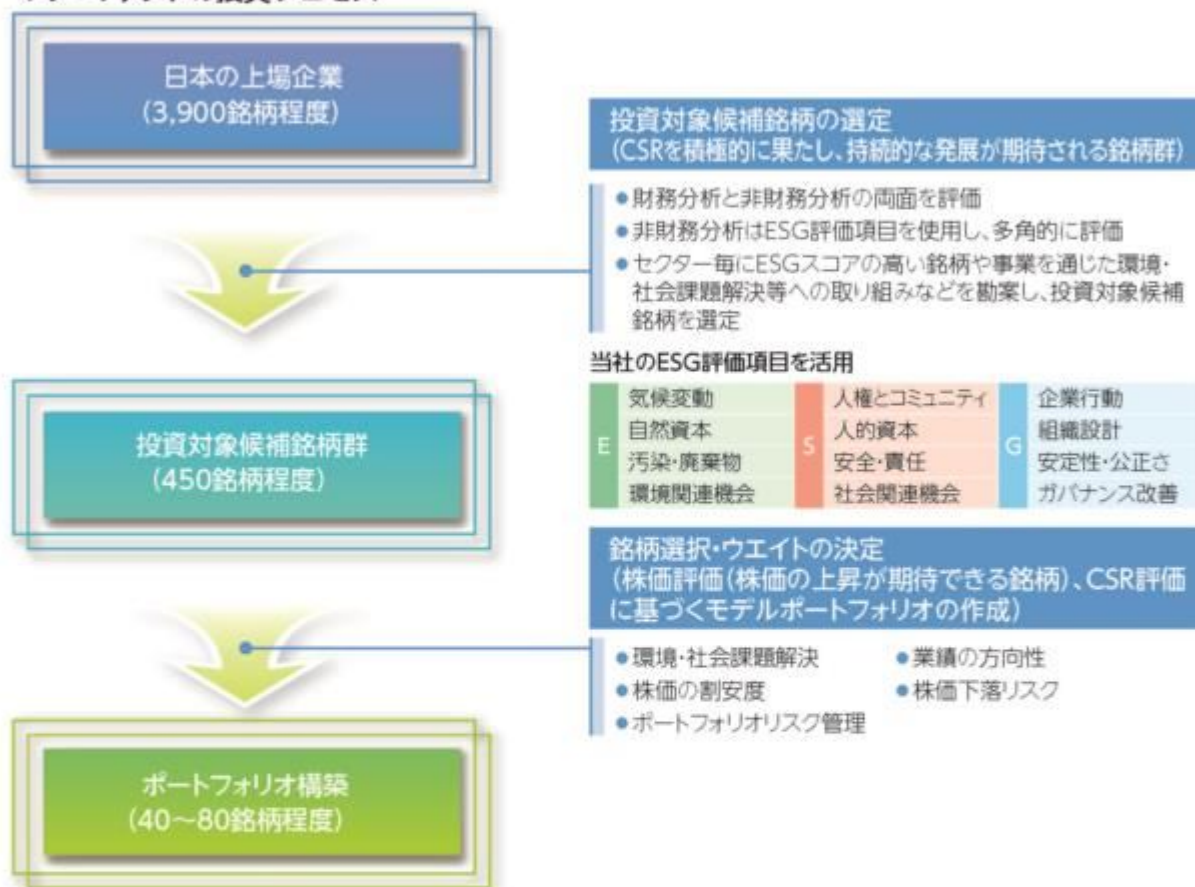 日本の上場企業
(3,900銘柄程度)
投資対象候補銘柄の選定
(CSRを積極的に果たし、持続的な発展が期待される銘柄群)
●財務分析と非財務分析の両面を評価
●非財務分析はESG評価項目を使用し、多角的に評価
●セクター毎にESGスコアの高い銘柄や事業を通じた環境・
社会課題解決等への取り組みなどを勘案し、投資対象候補
銘柄を選定
当社のESG評価項目を活用
E
気候変動
自然資本
汚染・廃棄物
環境関連機会
S
人権とコミュニティ
人的資本
安全・責任
社会関連機会
G
企業行動
組織設計
安定性・公正さ
ガバナンス改善
投資対象候補銘柄群
(450銘柄程度)
銘柄選択・ウエイトの決定
(株価評価(株価の上昇が期待できる銘柄)、CSR評価
に基づくモデルポートフォリオの作成)
●環境・社会課題解決
●業績の方向性
●株価の割安度
●株価下落リスク
●ポートフォリオリスク管理
ポートフォリオ構築
(40～80銘柄程度)